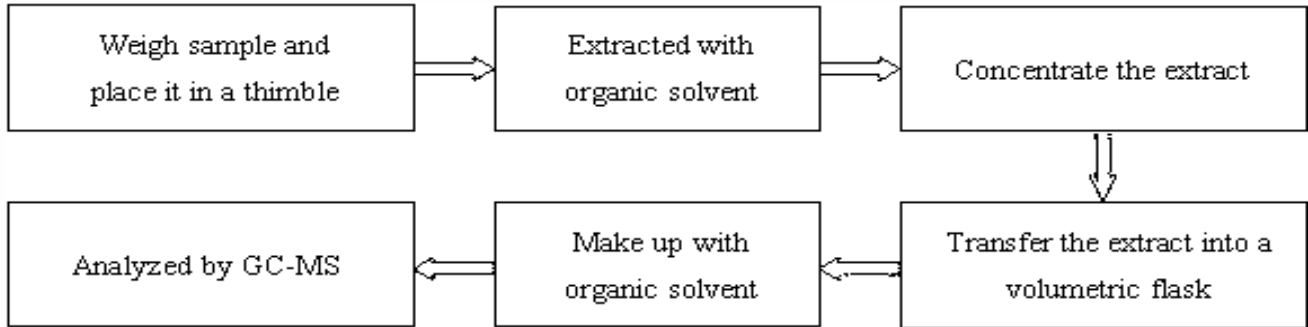 Weigh sample and
place it in a thimble
Extracted with
organic solvent
Concentrate the extract
Transfer the extract into a
volumetric flask
Make up with
organic solvent
Analyzed by GC-MS